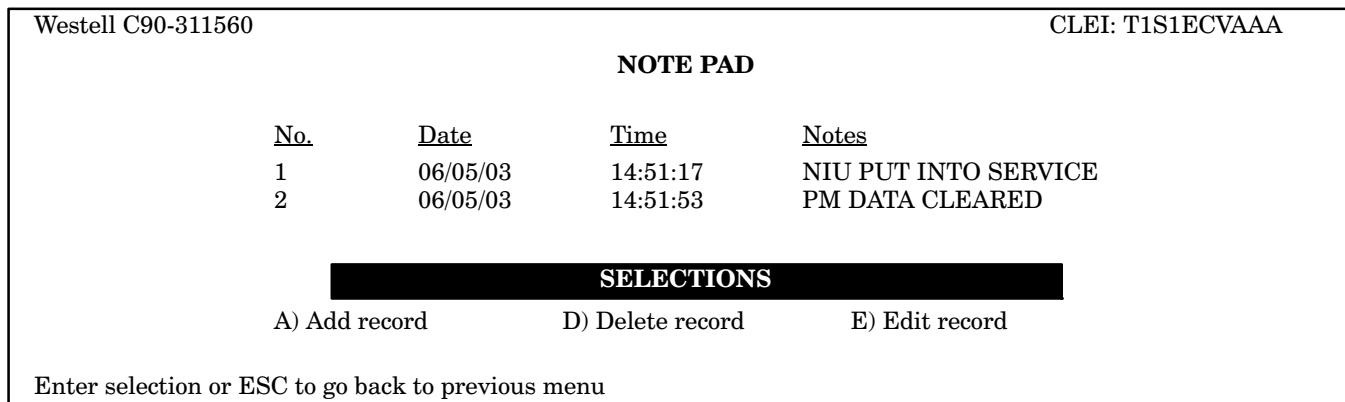 Westell C90-311560 CLEI: T1S1ECVAAA
NOTE PAD
No. Date Time Notes
1 06/05/03 14:51:17 NIU PUT INTO SERVICE
2 06/05/03 14:51:53 PM DATA CLEARED
SELECTIONS
A) Add record D) Delete record E) Edit record
Enter selection or ESC to go back to previous menu